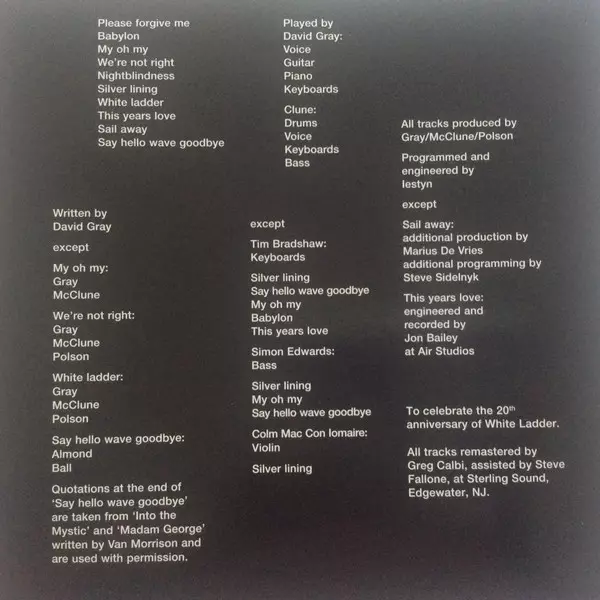 Please forgive me
Babylon
My oh my
We're not right
Nightblindness
Silver lining
White ladder
This years love
Sail away
Say hello wave goodbye
Written by
David Gray
except
My oh my:
Gray
McClune
We're not right:
Gray
McClune
Polson
White ladder:
Gray
McClune
Polson
Say hello wave goodbye:
Almond
Ball
Quotations at the end of
'Say hello wave goodbye'
are taken from 'Into the
Mystic' and 'Madam George'
written by Van Morrison and
are used with permission.
Played by
David Gray:
Voice
Guitar
Piano
Keyboards
Clune:
Drums
Voice
Keyboards
Bass
except
Tim Bradshaw:
Keyboards
Silver lining
Say hello wave goodbye
My oh my
Babylon
This years love
Simon Edwards:
Bass
Silver lining
My oh my
Say hello wave goodbye
Colm Mac Con Iomaire:
Violin
Silver lining
All tracks produced by
Gray/McClune/Polson
Programmed and
engineered by
Iestyn
except
Sail away:
additional production by
Marius De Vries
additional programming by
Steve Sidelnyk
This years love:
engineered and
recorded by
Jon Bailey
at Air Studios
To celebrate the 20th
anniversary of White Ladder.
All tracks remastered by
Greg Calbi, assisted by Steve
Fallone, at Sterling Sound,
Edgewater, NJ.